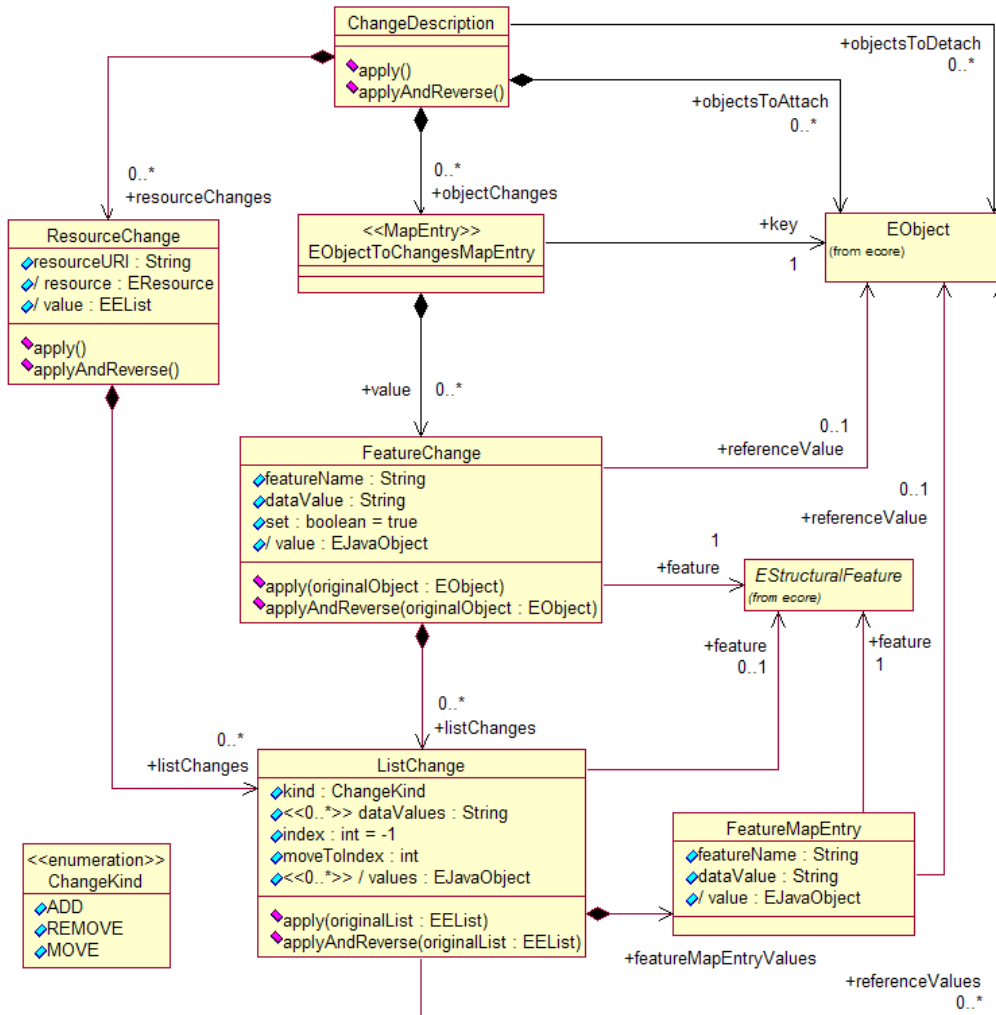 ChangeDescription
apply()
applyAndReverse()
+objectsToDetach
0..*
+objectsToAttach
0..*
0..*
+resourceChanges
0..*
+objectChanges
ResourceChange
resourceURI : String
/ resource : EResource
/ value : EEList
apply()
applyAndReverse()
<<MapEntry>>
EObjectToChangesMapEntry
+key
1
EObject
(from ecore)
+value
0..*
0..1
+referenceValue
FeatureChange
featureName : String
dataValue : String
set : boolean = true
/ value : EJavaObject
apply(originalObject : EObject)
applyAndReverse(originalObject : EObject)
0..1
+referenceValue
1
+feature
EStructuralFeature
(from ecore)
+feature
0..1
+feature
1
0..*
+listChanges
0..*
+listChanges
ListChange
kind : ChangeKind
<<0..*>> dataValues : String
index : int = -1
moveToIndex : int
<<0..*>> / values : EJavaObject
apply(originalList : EEList)
applyAndReverse(originalList : EEList)
FeatureMapEntry
featureName : String
dataValue : String
/ value : EJavaObject
<<enumeration>>
ChangeKind
ADD
REMOVE
MOVE
+featureMapEntryValues
+referenceValues
0..*